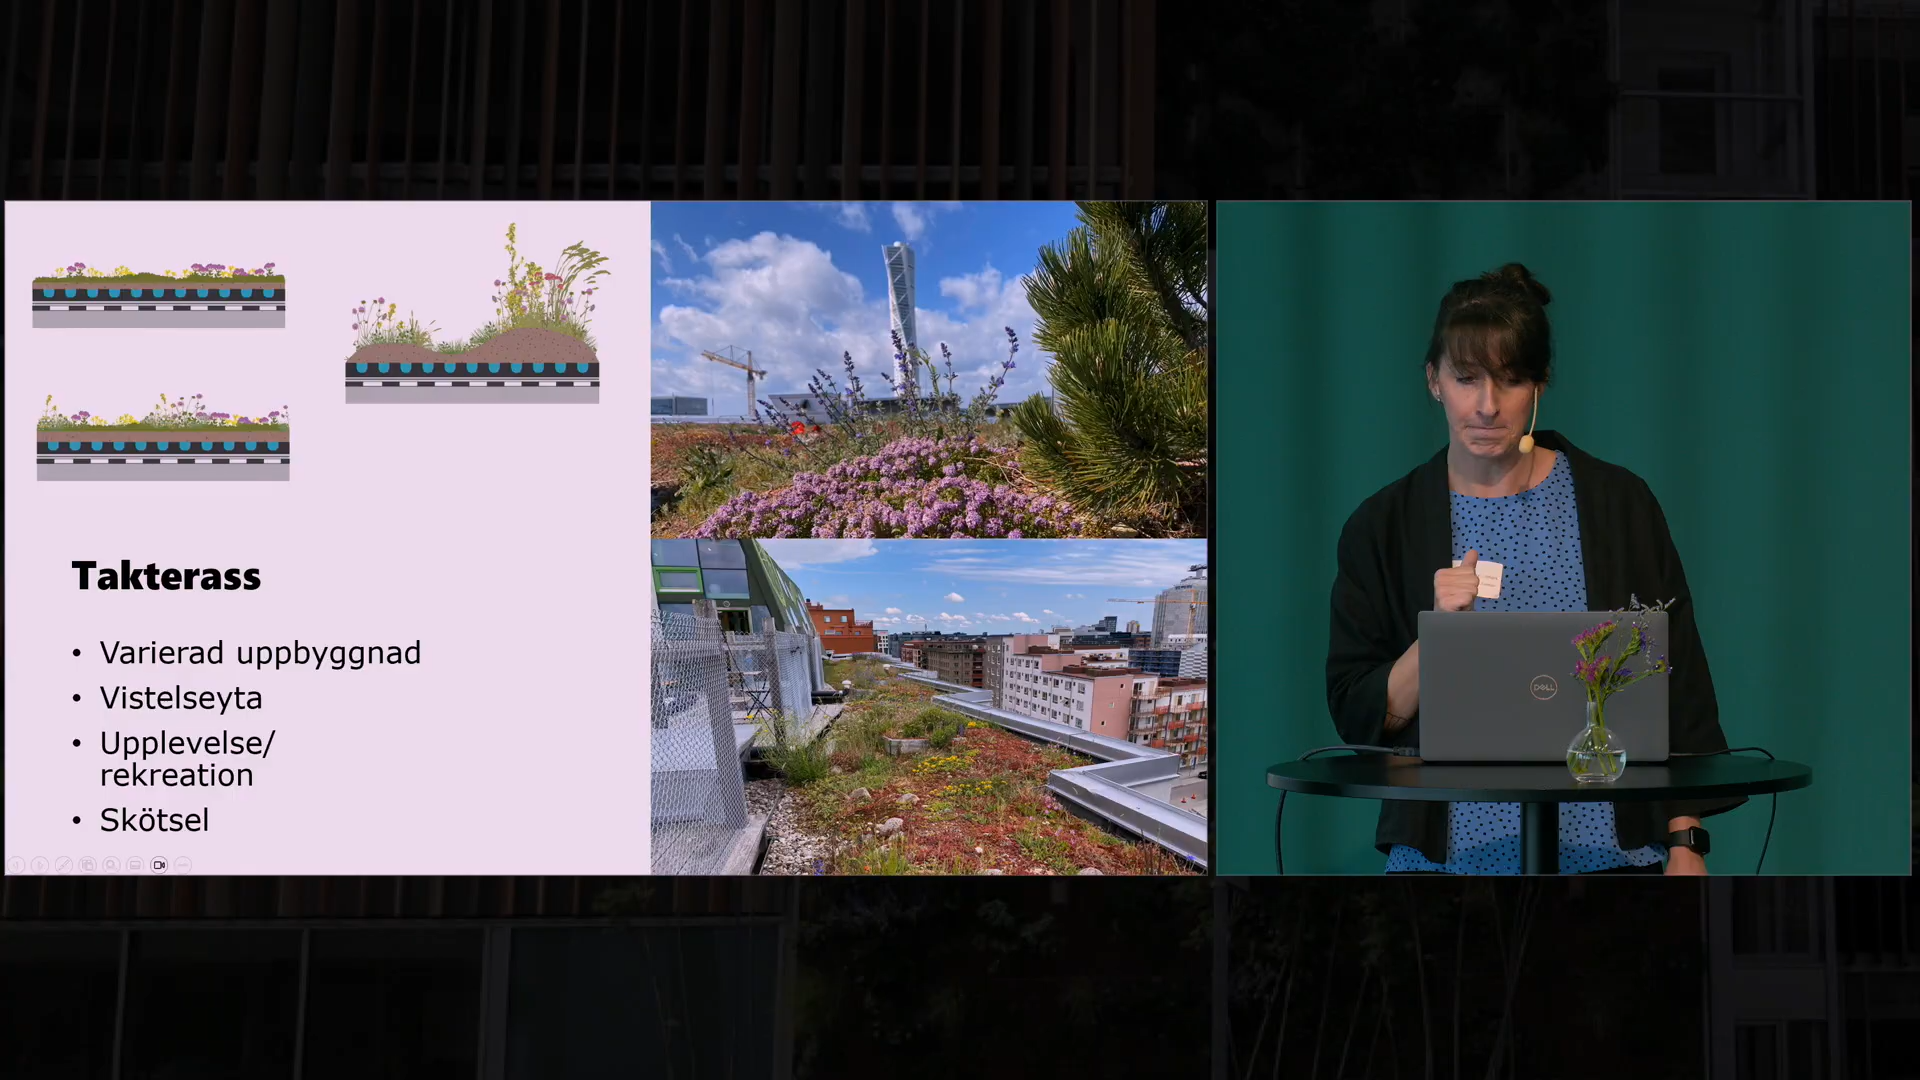 Takterass
• Varierad uppbyggnad
• Vistelseyta
• Upplevelse/
rekreation
• Skötsel
DELL